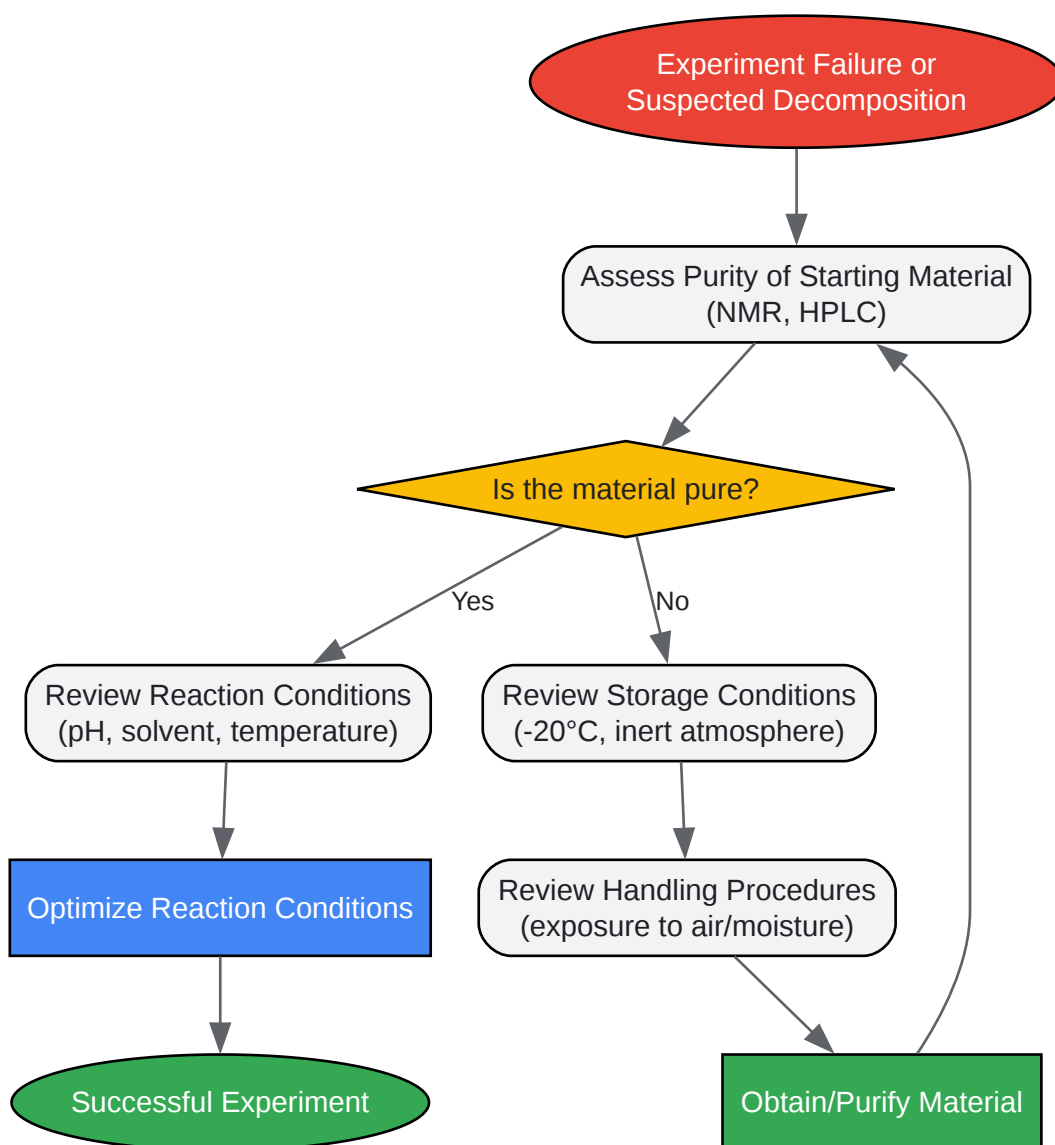 Experiment Failure or
Suspected Decomposition
Assess Purity of Starting Material
(NMR, HPLC)
Is the material pure?
Yes
No
Review Reaction Conditions
(pH, solvent, temperature)
Review Storage Conditions
(-20°C, inert atmosphere)
Optimize Reaction Conditions
Review Handling Procedures
(exposure to air/moisture)
Successful Experiment
Obtain/Purify Material